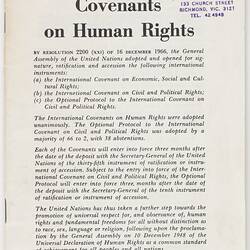 133 CHURCH STREET
RICHMOND, VIC. 3121
TEL. 42 4948
Covenants
on Human Rights
BY RESOLUTION 2200 (XXI) OF 16 DECEMBER 1966, the General
Assembly of the United Nations adopted and opened for sig-
nature, ratification and accession the following international
instruments:
(a) the International Covenant on Economic, Social and Cul-
tural Rights;
(b) the International Covenant on Civil and Political Rights;
(c) the Optional Protocol to the International Covenant on
Civil and Political Rights.
The International Covenants on Human Rights were adopted
unanimously. The Optional Protocol to the International
Covenant on Civil and Political Rights was adopted by a
majority of 66 to 2, with 38 abstentions.
Each of the Covenants will enter into force three months after
the date of the deposit with the Secretary-General of the United
Nations of the thirty-fifth instrument of ratification or instru-
ment of accession. Subject to the entry into force of the Inter-
national Covenant on Civil and Political Rights, the Optional
Protocol will enter into force three months after the date of
the deposit with the Secretary-General of the tenth instrument
of ratification or instrument of accession.
The United Nations has thus taken a further step towards the
promotion of universal respect for, and observance of, human
rights and fundamental freedoms for all without distinction as
to race, sex, language or religion, following upon the proclama-
tion by the General Assembly on 10 December 1948 of the
Universal Declaration of Human Rights as a common standard
of achievement for all peoples and all nations.